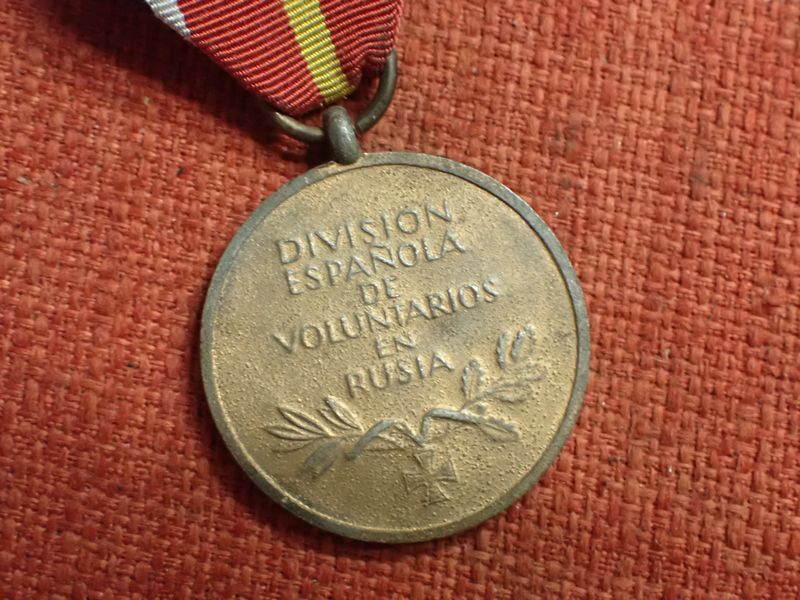 DIVISION
ESPAÑOLA
DE
VOLUNTARIOS
EN
RUSIA